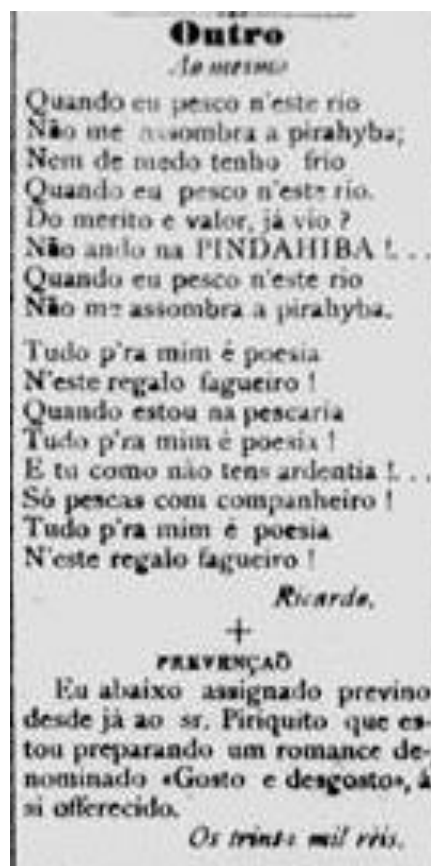 Outro
Ao mesmo
Quando eu pesco n'este rio
Não me assombra a pirahyba;
Nem de medo tenho frio
Quando eu pesco n'este rio.
Do merito e valor, já vio ?
Não ando na PINDAHIBA !...
Quando eu pesco n'este rio
Não me assombra a pirahyba.
Tudo p'ra mim é poesia
N'este regalo fagueiro !
Quando estou na pescaria
Tudo p'ra mim é poesia !
E tu como não tens ardentia !...
Só pescas com companheiro !
Tudo p'ra mim é poesia
N'este regalo fagueiro !
Ricardo.
PREVENÇAÕ
Eu abaixo assignado previno
desde já ao sr. Piriquito que es-
tou preparando um romance de-
nominado «Gosto e desgosto», á
si offerecido.
Os trinta mil réis.